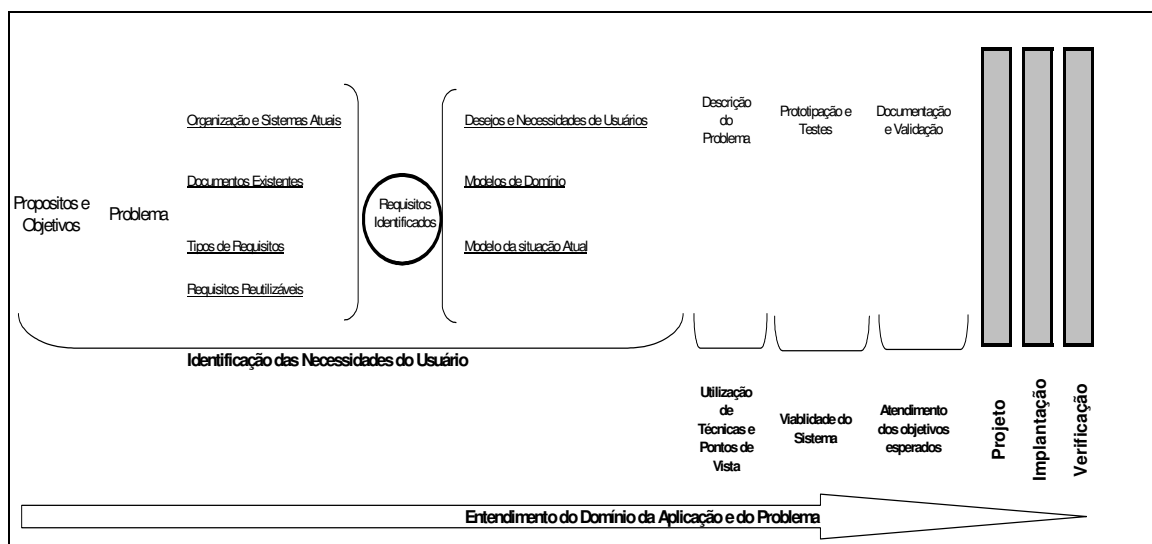 Propositos e
Objetivos
Problema
Organização e Sistemas Atuais
Documentos Existentes
Tipos de Requisitos
Requisitos Reutilizáveis
Requisitos
Identificados
Desejos e Necessidades de Usuários
Modelos de Domínio
Modelo da situação Atual
Descrição
do
Problema
Prototipação e
Testes
Documentação
e Validação
Identificação das Necessidades do Usuário
Utilização
de
Técnicas e
Pontos de
Vista
Viablidade do
Sistema
Atendimento
dos objetivos
esperados
Projeto
Implantação
Verificação
Entendimento do Domínio da Aplicação e do Problema